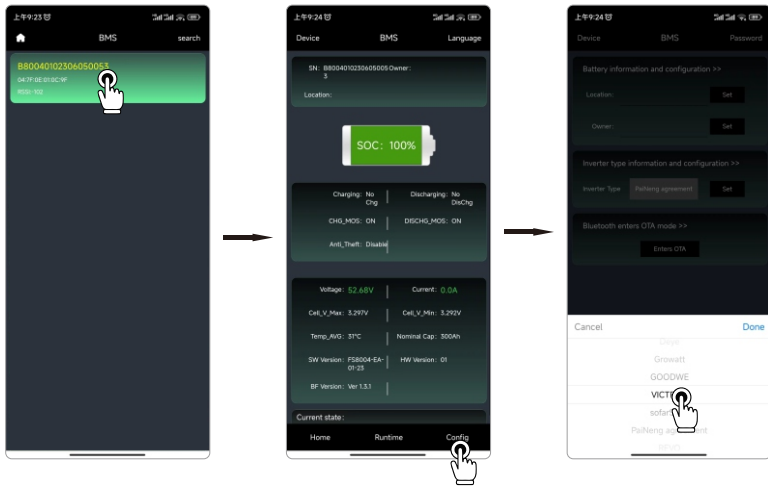 上午9:23
BMS
search
B80040102306050053
04:7F:0E:01:0C:9F
RSSI:-102
上午9:24
Device
BMS
Language
SN: B8004010230605005 Owner:
3
Location:
SOC: 100%
Charging: No Chg
Discharging: No DisChg
CHG_MOS: ON
DISCHG_MOS: ON
Anti_Theft: Disable
Voltage: 52.68V
Current: 0.0A
Cell_V_Max: 3.297V
Cell_V_Min: 3.292V
Temp_AVG: 31°C
Nominal Cap: 300Ah
SW Version: FS8004-EA-01-23
HW Version: 01
BF Version: Ver 1.3.1
Current state:
Home
Runtime
Config
上午9:24
Device
BMS
Password
Battery information and configuration >>
Location:
Set
Owner:
Set
Inverter type information and configuration >>
Inverter Type
PaiNeng agreement
Set
Bluetooth enters OTA mode >>
Enters OTA
Cancel
Done
Growatt
GOODWE